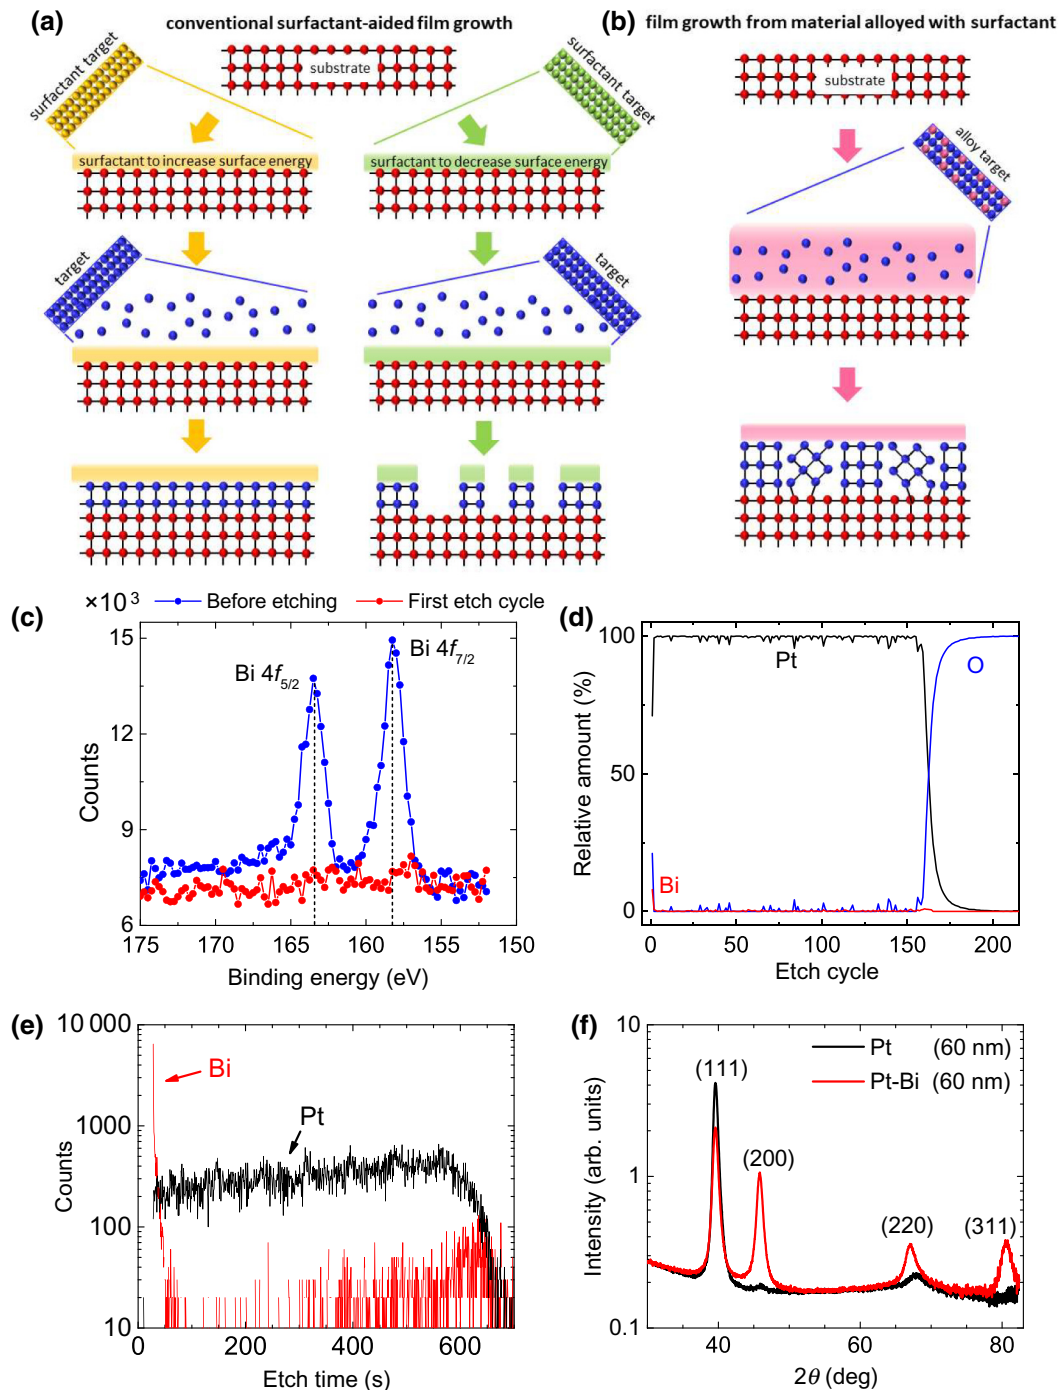 (a) conventional surfactant-aided film growth
surfactant target
substrate
surfactant target
surfactant to increase surface energy
surfactant to decrease surface energy
target
target
(b) film growth from material alloyed with surfactant
substrate
alloy target
(c)
×10³ Before etching First etch cycle
15
12
9
6
Counts
Bi 4f5/2
Bi 4f7/2
175 170 165 160 155 150
Binding energy (eV)
(d)
100
50
0
Relative amount (%)
Pt
O
Bi
0 50 100 150 200
Etch cycle
(e)
10 000
1000
100
10
Counts
Bi
Pt
0 200 400 600
Etch time (s)
(f)
10
1
0.1
Intensity (arb. units)
Pt (60 nm)
Pt-Bi (60 nm)
(111)
(200)
(220)
(311)
40 60 80
2θ (deg)